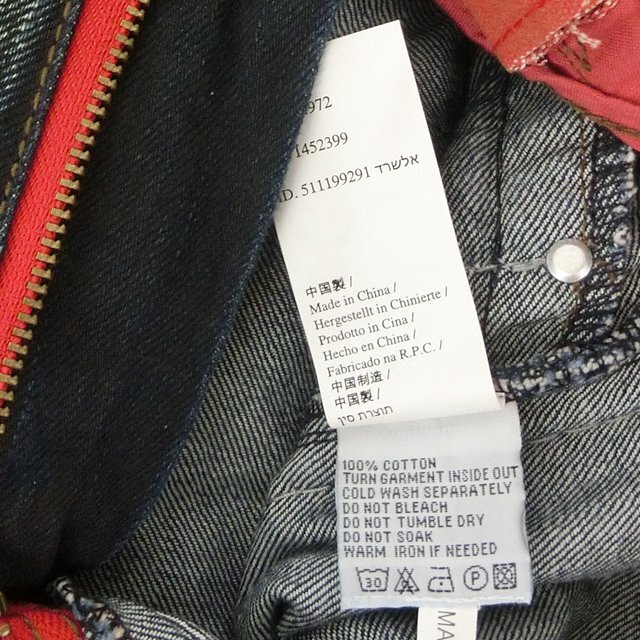 972
1452399
D. 511199291 אלשרד
中国製 /
Made in China /
Hergestellt in Chinierte /
Prodotto in Cina /
Hecho en China /
Fabricado na R.P.C. /
中国制造 /
中国製 /
תוצרת סין
100% COTTON
TURN GARMENT INSIDE OUT
COLD WASH SEPARATELY
DO NOT BLEACH
DO NOT TUMBLE DRY
DO NOT SOAK
WARM IRON IF NEEDED
30 P
MA